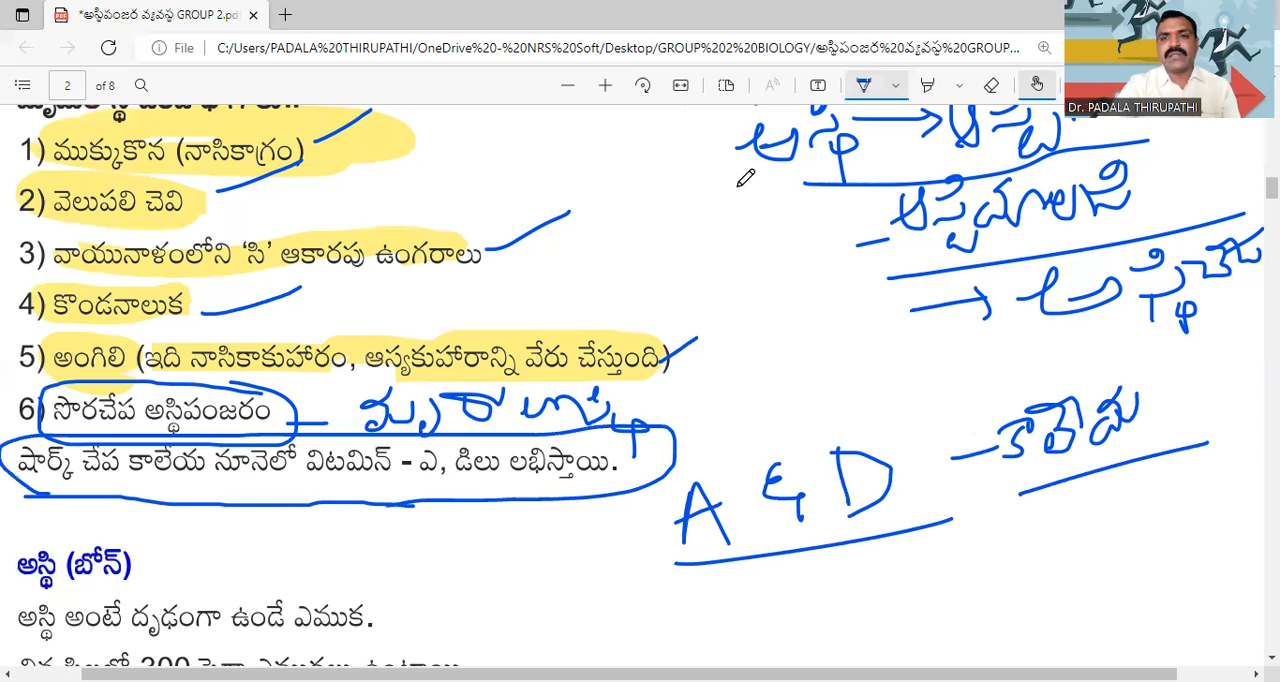 *అస్థిపంజర వ్యవస్థ GROUP 2.pdf
File C:/Users/PADALA%20THIRUPATHI/OneDrive%20-%20NRS%20Soft/Desktop/GROUP%202%20BIOLOGY/అస్థిపంజర%20వ్యవస్థ%20GROUP...
2 of 8
Dr. PADALA THIRUPATHI
1) ముక్కుకొన (నాసికాగ్రం)
2) వెలుపలి చెవి
3) వాయునాళంలోని ‘సి’ ఆకారపు ఉంగరాలు
4) కొండనాలుక
5) అంగిలి (ఇది నాసికాకుహారం, ఆస్యకుహారాన్ని వేరు చేస్తుంది)
6) సొరచేప అస్థిపంజరం
షార్క్ చేప కాలేయ నూనెలో విటమిన్ - ఎ, డిలు లభిస్తాయి.
A & D
అస్థి (బోన్)
అస్థి అంటే దృఢంగా ఉండే ఎముక.